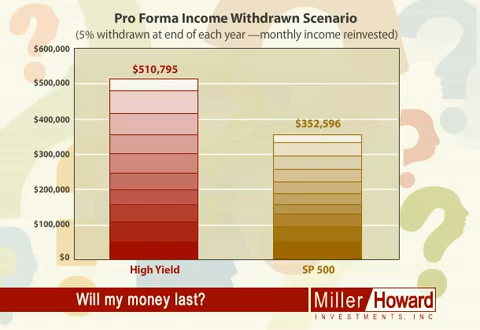 Pro Forma Income Withdrawn Scenario
(5% withdrawn at end of each year —monthly income reinvested)
$600,000
$500,000
$400,000
$300,000
$200,000
$100,000
$0
$510,795
$352,596
High Yield
SP 500
Will my money last?
Miller/Howard
INVESTMENTS, INC